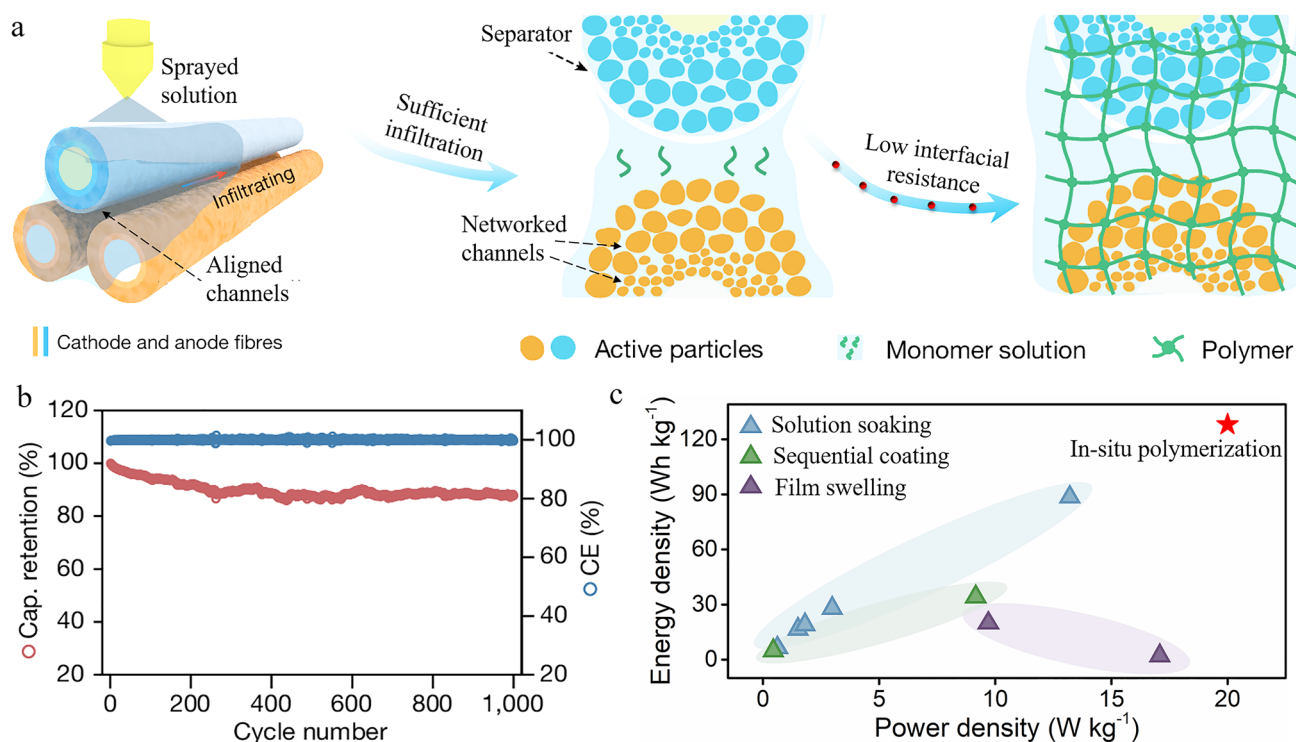 a
Sprayed
solution
Infiltrating
Aligned
channels
Sufficient
infiltration
Separator
Networked
channels
Low interfacial
resistance
Cathode and anode fibres
Active particles
Monomer solution
Polymer
b
120
100
80
60
40
20
Cap. retention (%)
0
200
400
600
800
1,000
Cycle number
100
80
60
40
20
CE (%)
c
Solution soaking
Sequential coating
Film swelling
In-situ polymerization
120
90
60
30
0
Energy density (Wh kg⁻¹)
0
5
10
15
20
Power density (W kg⁻¹)